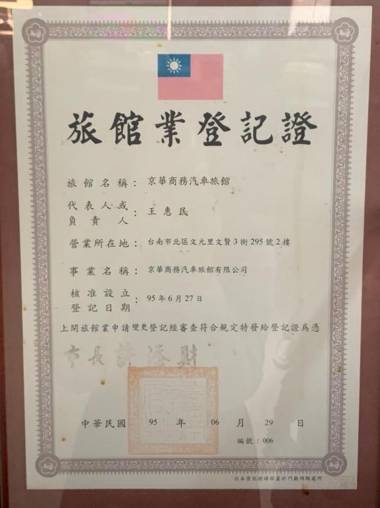 旅館業登記證
旅館名稱：京華商務汽車旅館
代表人或
負責人：王惠民
營業所在地：台南市北區文元里文賢3街295號2樓
事業名稱：京華商務汽車旅館有限公司
核准設立
登記日期：95年6月27日
上開旅館業申請變更登記經審查符合規定特發給登記證為憑
市長許添財
中華民國 95 年 06 月 29 日
編號：006